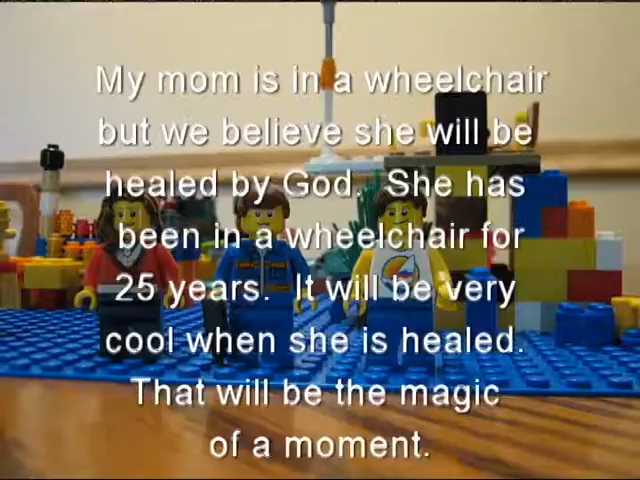 My mom is in a wheelchair
but we believe she will be
healed by God.  She has
been in a wheelchair for
25 years.  It will be very
cool when she is healed.
That will be the magic
of a moment.